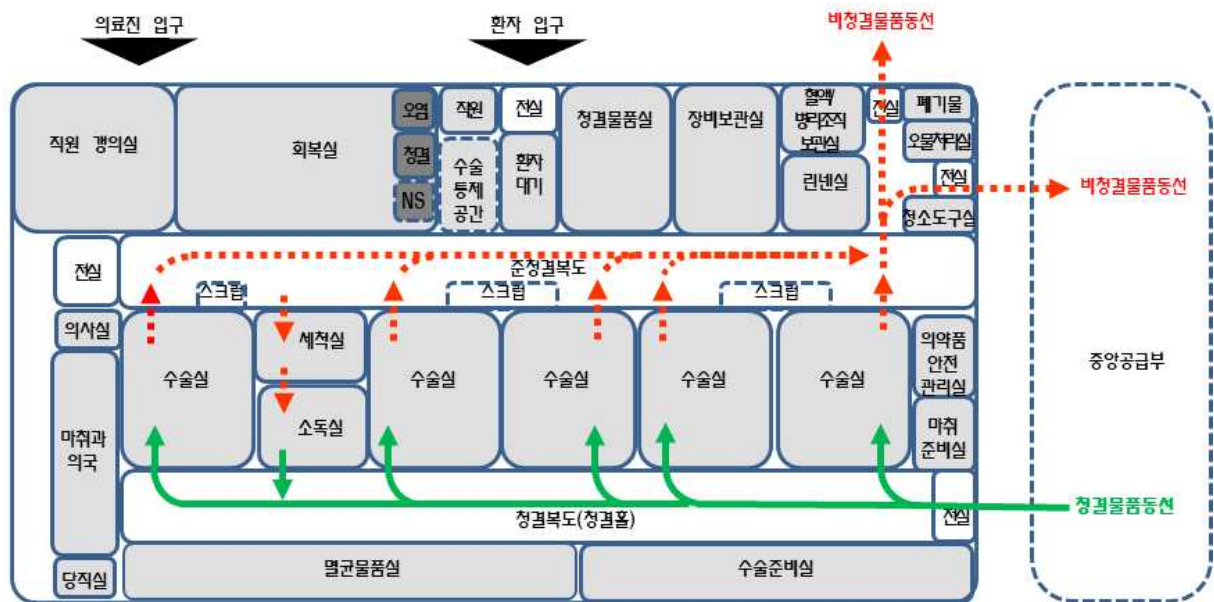 의료진 입구
환자 입구
비청결물품동선
직원 갱의실
회복실
오염
청결
NS
직원
수술
통제
공간
전실
환자
대기
청결물품실
장비보관실
혈액/
병리조직
보관실
린넨실
전실
폐기물
오물처리실
전실
청소도구실
비청결물품동선
전실
준청결복도
스크럽
스크럽
스크럽
의사실
수술실
세척실
소독실
수술실
수술실
수술실
수술실
의약품
안전
관리실
마취
준비실
중앙공급부
마취과
의국
청결물품동선
청결복도(청결홀)
전실
당직실
멸균물품실
수술준비실